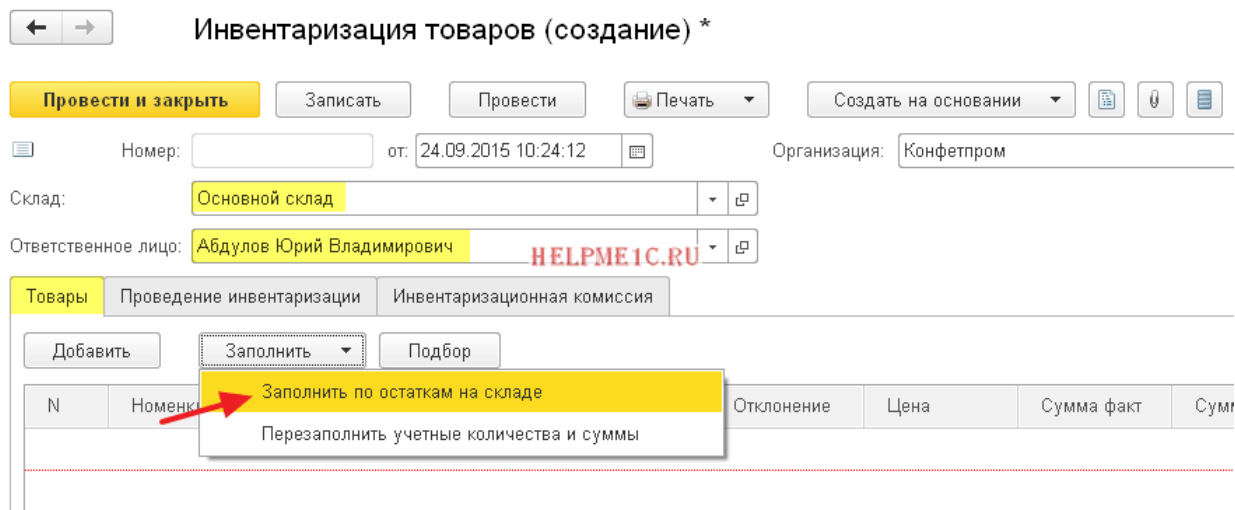 Инвентаризация товаров (создание) *
Провести и закрыть Записать Провести Печать Создать на основании
Номер: от: 24.09.2015 10:24:12 Организация: Конфетпром
Склад: Основной склад
Ответственное лицо: Абдулов Юрий Владимирович
HELPME1C.RU
Товары Проведение инвентаризации Инвентаризационная комиссия
Добавить Заполнить Подбор
Заполнить по остаткам на складе
N Отклонение Цена Сумма факт
Перезаполнить учетные количества и суммы